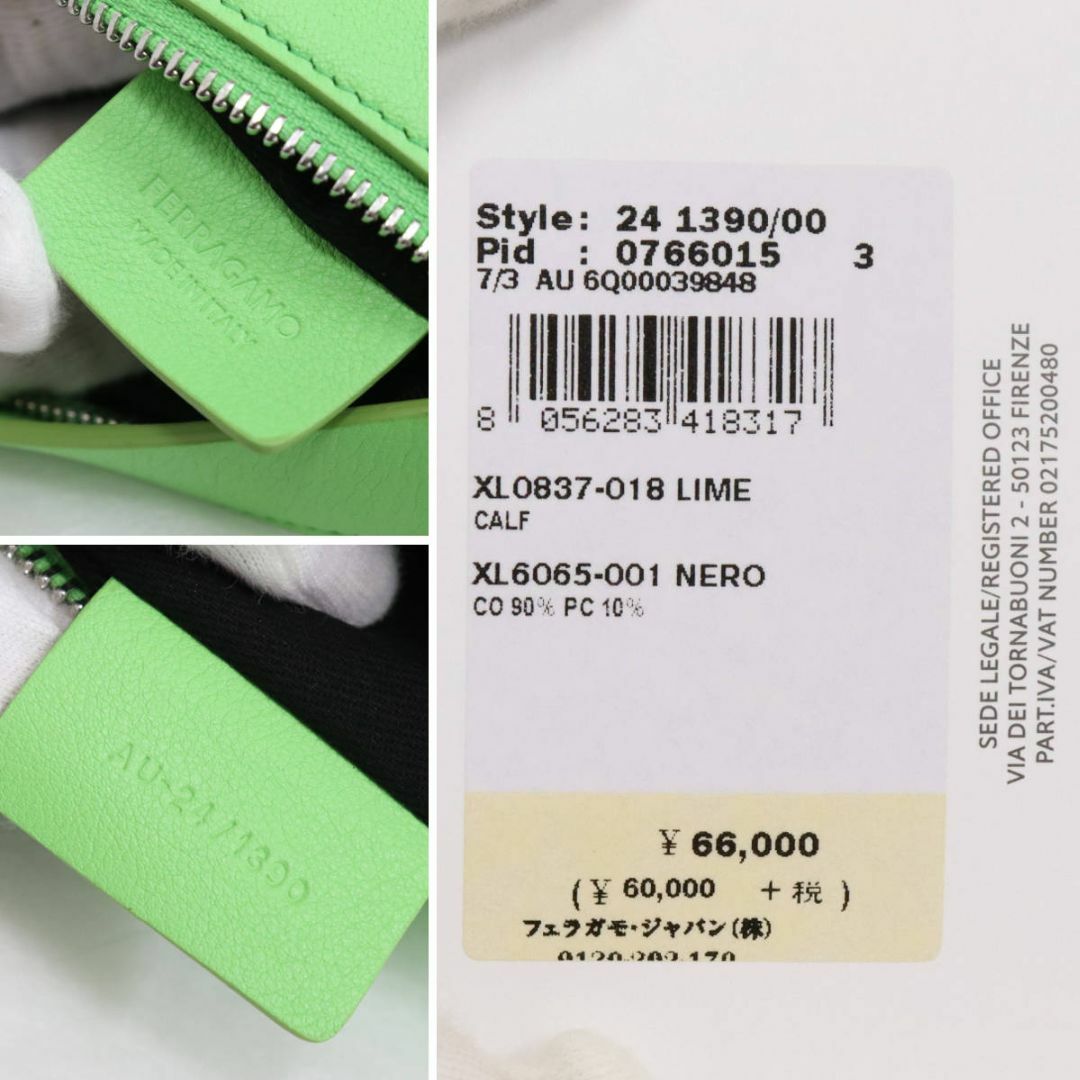 FERRAGAMO
MADE IN ITALY
AU-24/1390
Style: 24 1390/00
Pid : 0766015 3
7/3 AU 6Q00039848
8 056283 418317
XL0837-018 LIME
CALF
XL6065-001 NERO
CO 90% PC 10%
¥ 66,000
(¥ 60,000 +税)
フェラガモ・ジャパン(株)
SEDE LEGALE/REGISTERED OFFICE
VIA DEI TORNABUONI 2 - 50123 FIRENZE
PART.IVA/VAT NUMBER 02175200480